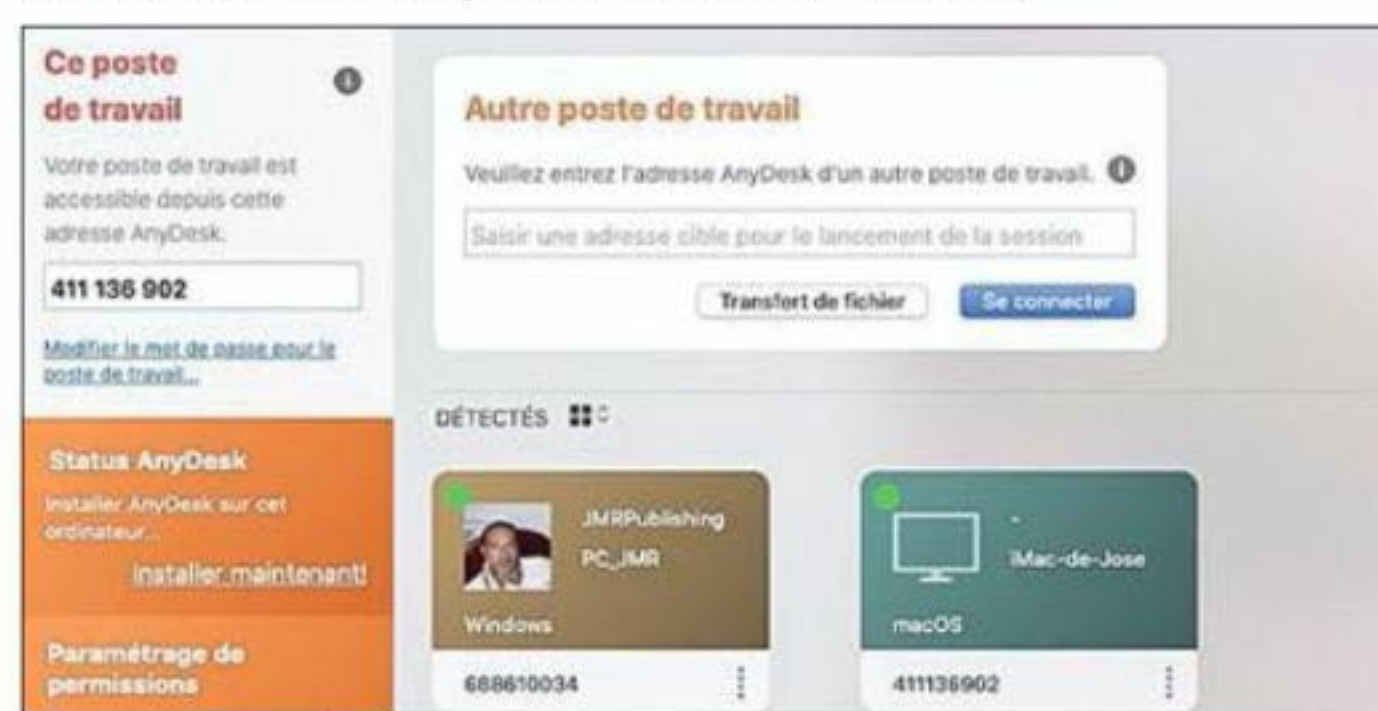 Ce poste
de travail
Votre poste de travail est
accessible depuis cette
adresse AnyDesk.
411 136 902
Modifier le mot de passe pour le
poste de travail...
Status AnyDesk
Installer AnyDesk sur cet
ordinateur...
Installer maintenant!
Paramétrage de
permissions
Autre poste de travail
Veuillez entrez l'adresse AnyDesk d'un autre poste de travail.
Saisir une adresse cible pour le lancement de la session
Transfert de fichier
Se connecter
DÉTECTÉS
JMRPublishing
PC_JMR
Windows
688610034
-
iMac-de-Jose
macOS
411136902